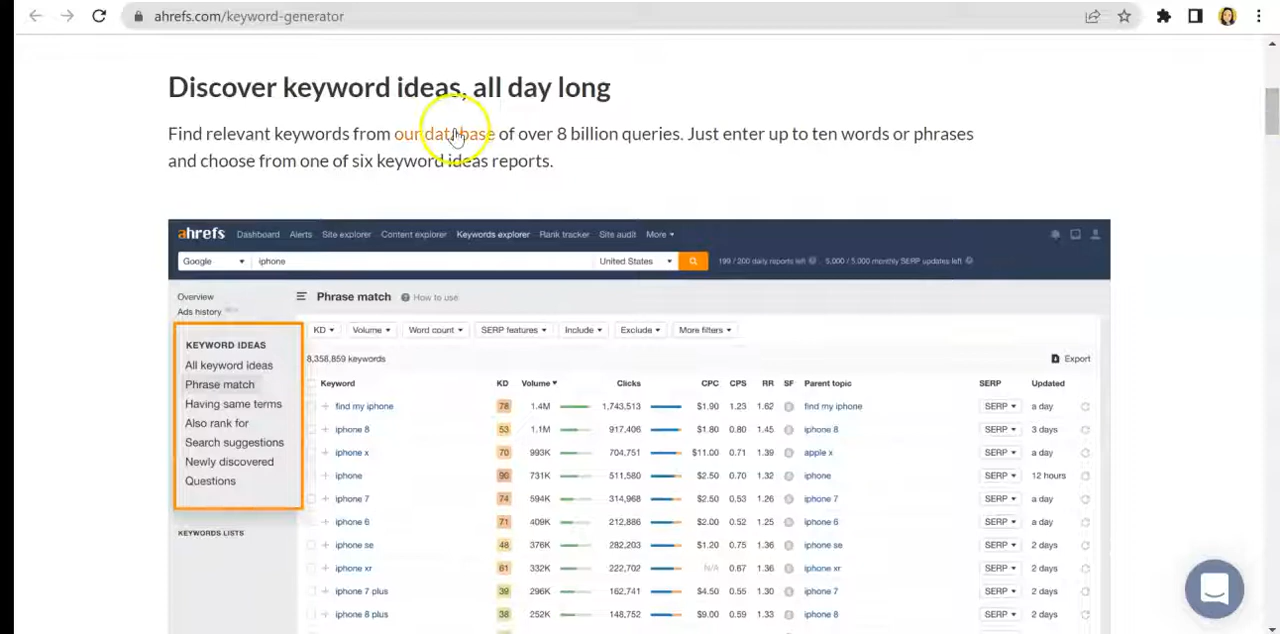 ahrefs.com/keyword-generator
Discover keyword ideas, all day long
Find relevant keywords from our database of over 8 billion queries. Just enter up to ten words or phrases
and choose from one of six keyword ideas reports.
ahrefs Dashboard Alerts Site explorer Content explorer Keywords explorer Rank tracker Site audit More
Google iphone United States 199 / 200 daily reports left 5,000 / 5,000 monthly SERP updates left
Overview
Ads history
Phrase match How to use
KD Volume Word count SERP features Include Exclude More filters
KEYWORD IDEAS
All keyword ideas
Phrase match
Having same terms
Also rank for
Search suggestions
Newly discovered
Questions
KEYWORDS LISTS
8,358,859 keywords Export
Keyword KD Volume Clicks CPC CPS RR SF Parent topic SERP Updated
find my iphone 78 1.4M 1,743,513 $1.90 1.23 1.62 find my iphone SERP a day
iphone 8 53 1.1M 917,406 $1.80 0.80 1.45 iphone 8 SERP 3 days
iphone x 70 993K 704,751 $11.00 0.71 1.39 apple x SERP a day
iphone 90 731K 511,580 $2.50 0.70 1.32 iphone SERP 12 hours
iphone 7 74 594K 314,968 $2.50 0.53 1.26 iphone 7 SERP a day
iphone 6 71 409K 212,886 $2.00 0.52 1.25 iphone 6 SERP a day
iphone se 48 376K 282,203 $1.20 0.75 1.36 iphone se SERP 2 days
iphone xr 61 332K 222,702 N/A 0.67 1.36 iphone xr SERP 2 days
iphone 7 plus 39 296K 162,741 $4.50 0.55 1.30 iphone 7 SERP 2 days
iphone 8 plus 38 252K 148,752 $9.00 0.59 1.33 iphone 8 SERP 2 days